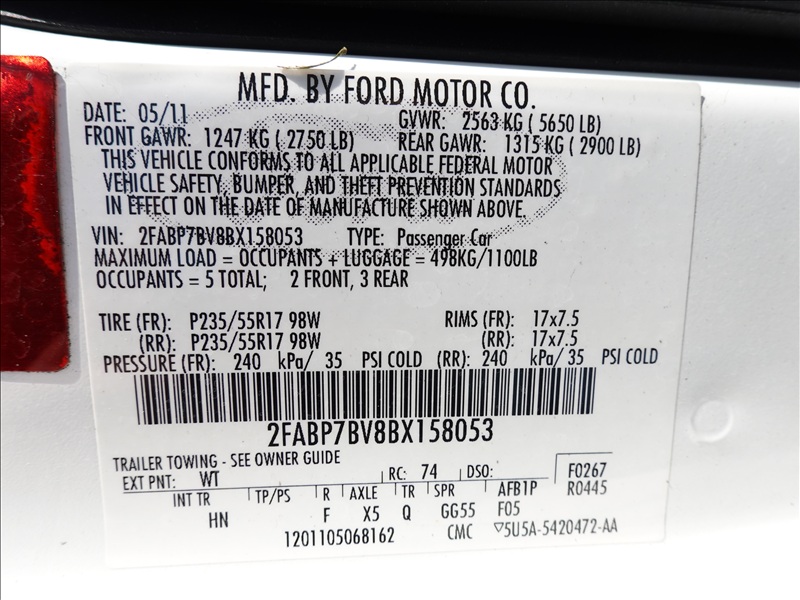 MFD. BY FORD MOTOR CO.
DATE: 05/11 GVWR: 2563 KG ( 5650 LB)
FRONT GAWR: 1247 KG ( 2750 LB) REAR GAWR: 1315 KG ( 2900 LB)
THIS VEHICLE CONFORMS TO ALL APPLICABLE FEDERAL MOTOR
VEHICLE SAFETY, BUMPER, AND THEFT PREVENTION STANDARDS
IN EFFECT ON THE DATE OF MANUFACTURE SHOWN ABOVE.
VIN: 2FABP7BV8BX158053 TYPE: Passenger Car
MAXIMUM LOAD = OCCUPANTS + LUGGAGE = 498KG/1100LB
OCCUPANTS = 5 TOTAL; 2 FRONT, 3 REAR
TIRE (FR): P235/55R17 98W RIMS (FR): 17x7.5
(RR): P235/55R17 98W (RR): 17x7.5
PRESSURE (FR): 240 kPa/ 35 PSI COLD (RR): 240 kPa/ 35 PSI COLD
2FABP7BV8BX158053
TRAILER TOWING - SEE OWNER GUIDE
EXT PNT: WT RC: 74 DSO: F0267
INT TR TP/PS R AXLE TR SPR AFB1P R0445
HN F X5 Q GG55 F05
1201105068162 CMC ▽5U5A-5420472-AA